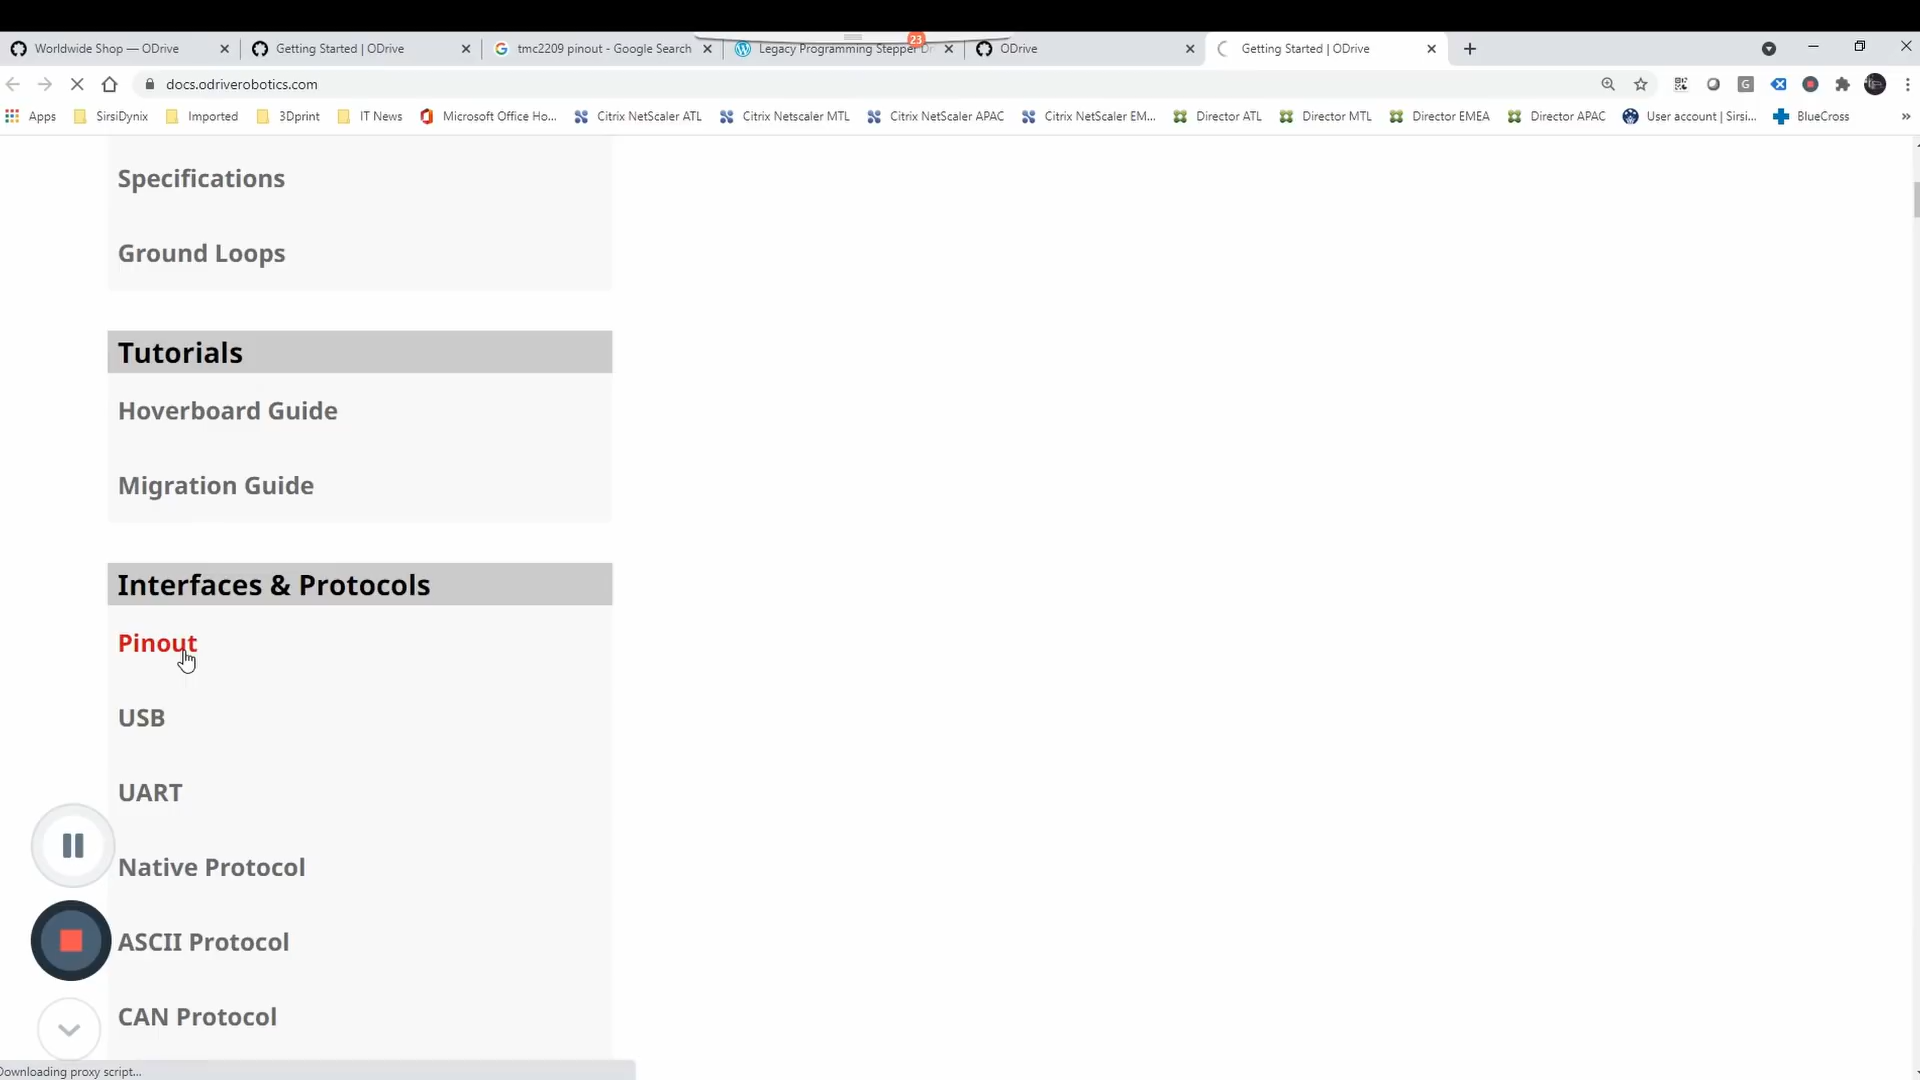 Worldwide Shop — ODrive
Getting Started | ODrive
tmc2209 pinout - Google Search
Legacy Programming Stepper Dr
23
ODrive
Getting Started | ODrive
docs.odriverobotics.com
Apps
SirsiDynix
Imported
3Dprint
IT News
Microsoft Office Ho...
Citrix NetScaler ATL
Citrix Netscaler MTL
Citrix NetScaler APAC
Citrix NetScaler EM...
Director ATL
Director MTL
Director EMEA
Director APAC
User account | Sirsi...
BlueCross
Specifications
Ground Loops
Tutorials
Hoverboard Guide
Migration Guide
Interfaces & Protocols
Pinout
USB
UART
Native Protocol
ASCII Protocol
CAN Protocol
Downloading proxy script...